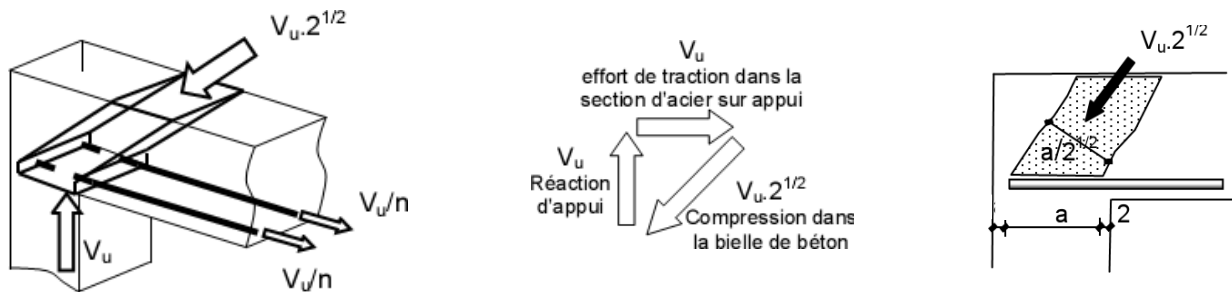 Vu.2^1/2
Vu
Vu/n
Vu/n
Vu
effort de traction dans la
section d'acier sur appui
Vu
Réaction
d'appui
Vu.2^1/2
Compression dans
la bielle de béton
Vu.2^1/2
a/2^1/2
a
2